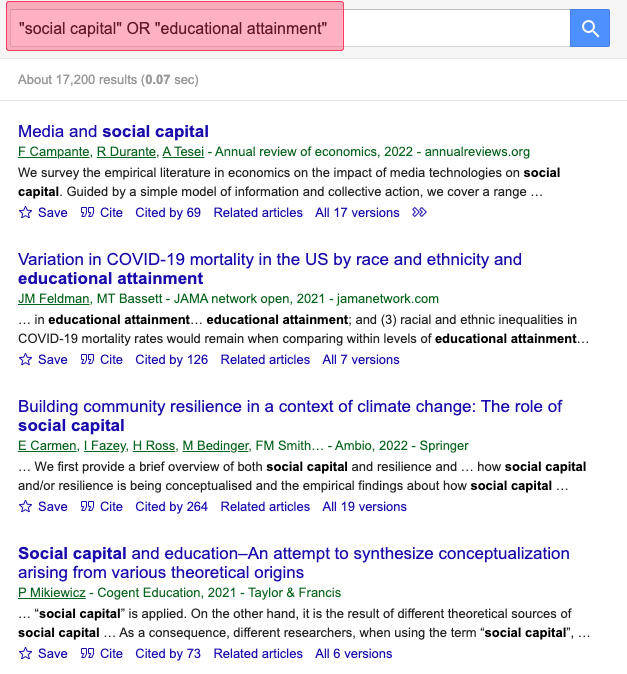 "social capital" OR "educational attainment"
About 17,200 results (0.07 sec)
Media and social capital
F Campante, R Durante, A Tesei - Annual review of economics, 2022 - annualreviews.org
We survey the empirical literature in economics on the impact of media technologies on social
capital. Guided by a simple model of information and collective action, we cover a range …
Save Cite Cited by 69 Related articles All 17 versions
Variation in COVID-19 mortality in the US by race and ethnicity and
educational attainment
JM Feldman, MT Bassett - JAMA network open, 2021 - jamanetwork.com
… in educational attainment… educational attainment; and (3) racial and ethnic inequalities in
COVID-19 mortality rates would remain when comparing within levels of educational attainment…
Save Cite Cited by 126 Related articles All 7 versions
Building community resilience in a context of climate change: The role of
social capital
E Carmen, I Fazey, H Ross, M Bedinger, FM Smith… - Ambio, 2022 - Springer
… We first provide a brief overview of both social capital and resilience and … how social capital
and/or resilience is being conceptualised and the empirical findings about how social capital …
Save Cite Cited by 264 Related articles All 19 versions
Social capital and education–An attempt to synthesize conceptualization
arising from various theoretical origins
P Mikiewicz - Cogent Education, 2021 - Taylor & Francis
… “social capital” is applied. On the other hand, it is the result of different theoretical sources of
social capital … As a consequence, different researchers, when using the term “social capital”, …
Save Cite Cited by 73 Related articles All 6 versions